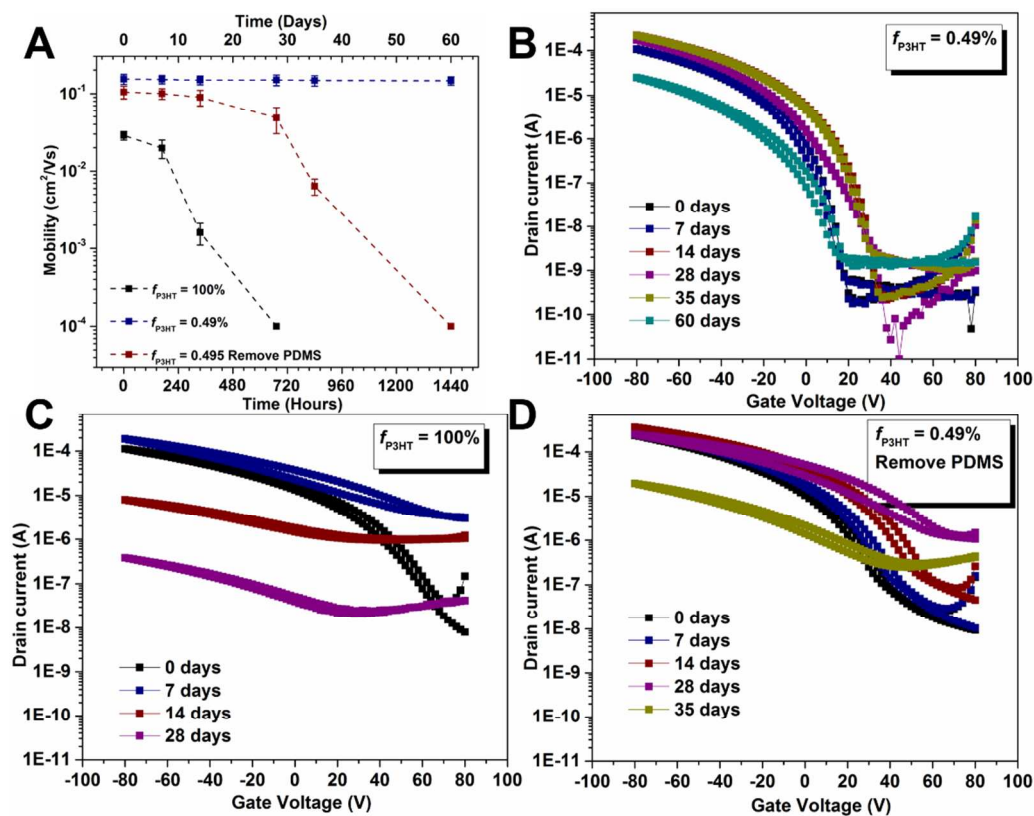 A
Time (Days)
0 10 20 30 40 50 60
10⁻¹
10⁻²
10⁻³
10⁻⁴
Mobility (cm²/Vs)
f_P3HT = 100%
f_P3HT = 0.49%
f_P3HT = 0.495 Remove PDMS
0 240 480 720 960 1200 1440
Time (Hours)
B
f_P3HT = 0.49%
1E-4
1E-5
1E-6
1E-7
1E-8
1E-9
1E-10
1E-11
Drain current (A)
0 days
7 days
14 days
28 days
35 days
60 days
-100 -80 -60 -40 -20 0 20 40 60 80 100
Gate Voltage (V)
C
f_P3HT = 100%
1E-4
1E-5
1E-6
1E-7
1E-8
1E-9
1E-10
1E-11
Drain current (A)
0 days
7 days
14 days
28 days
-100 -80 -60 -40 -20 0 20 40 60 80 100
Gate Voltage (V)
D
f_P3HT = 0.49%
Remove PDMS
1E-4
1E-5
1E-6
1E-7
1E-8
1E-9
1E-10
1E-11
Drain current (A)
0 days
7 days
14 days
28 days
35 days
-100 -80 -60 -40 -20 0 20 40 60 80 100
Gate Voltage (V)